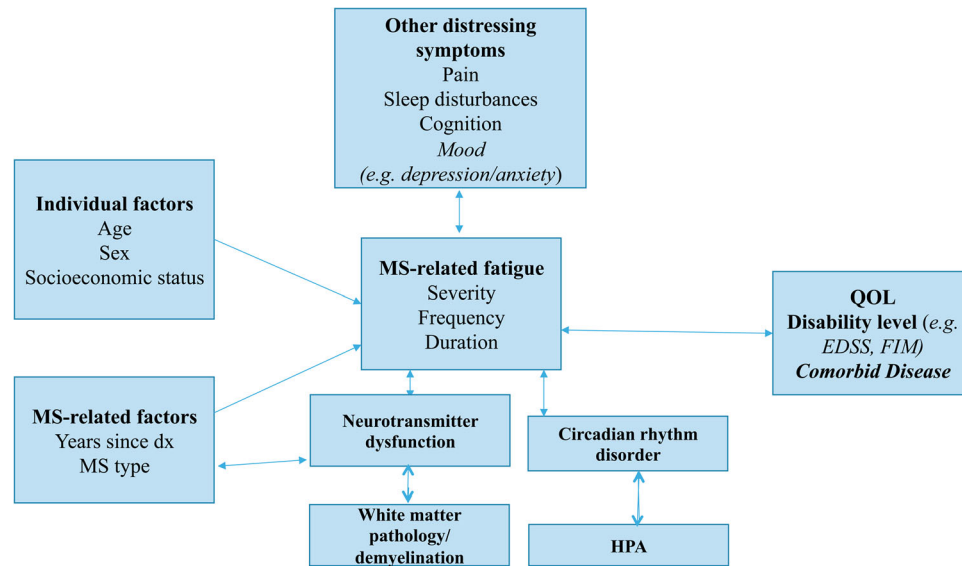 Other distressing
symptoms
Pain
Sleep disturbances
Cognition
Mood
(e.g. depression/anxiety)
Individual factors
Age
Sex
Socioeconomic status
MS-related fatigue
Severity
Frequency
Duration
QOL
Disability level (e.g.
EDSS, FIM)
Comorbid Disease
MS-related factors
Years since dx
MS type
Neurotransmitter
dysfunction
Circadian rhythm
disorder
White matter
pathology/
demyelination
HPA